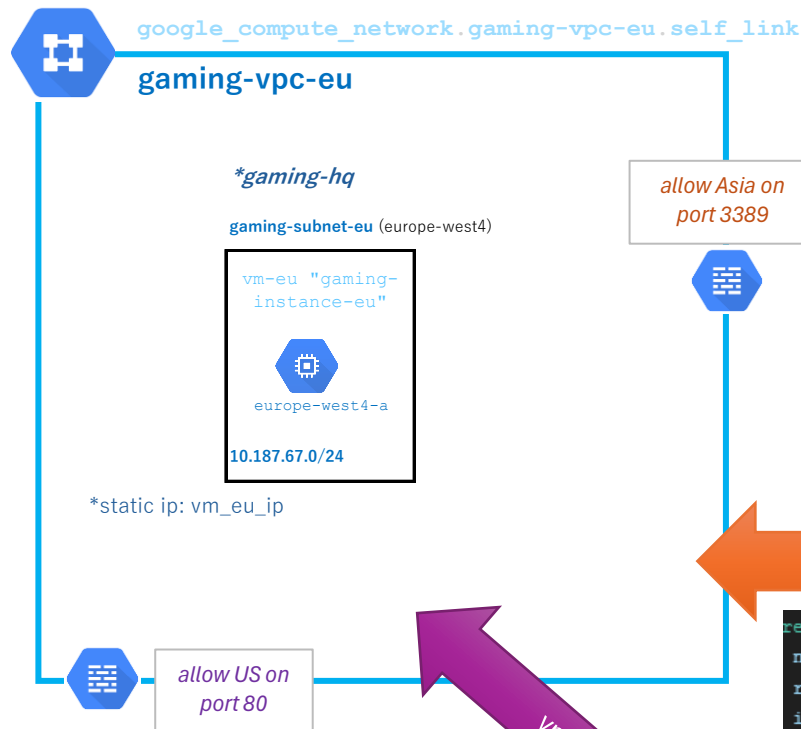 google_compute_network.gaming-vpc-eu.self_link
gaming-vpc-eu
*gaming-hq
allow Asia on
port 3389
gaming-subnet-eu (europe-west4)
vm-eu "gaming-
instance-eu"
europe-west4-a
10.187.67.0/24
*static ip: vm_eu_ip
allow US on
port 80